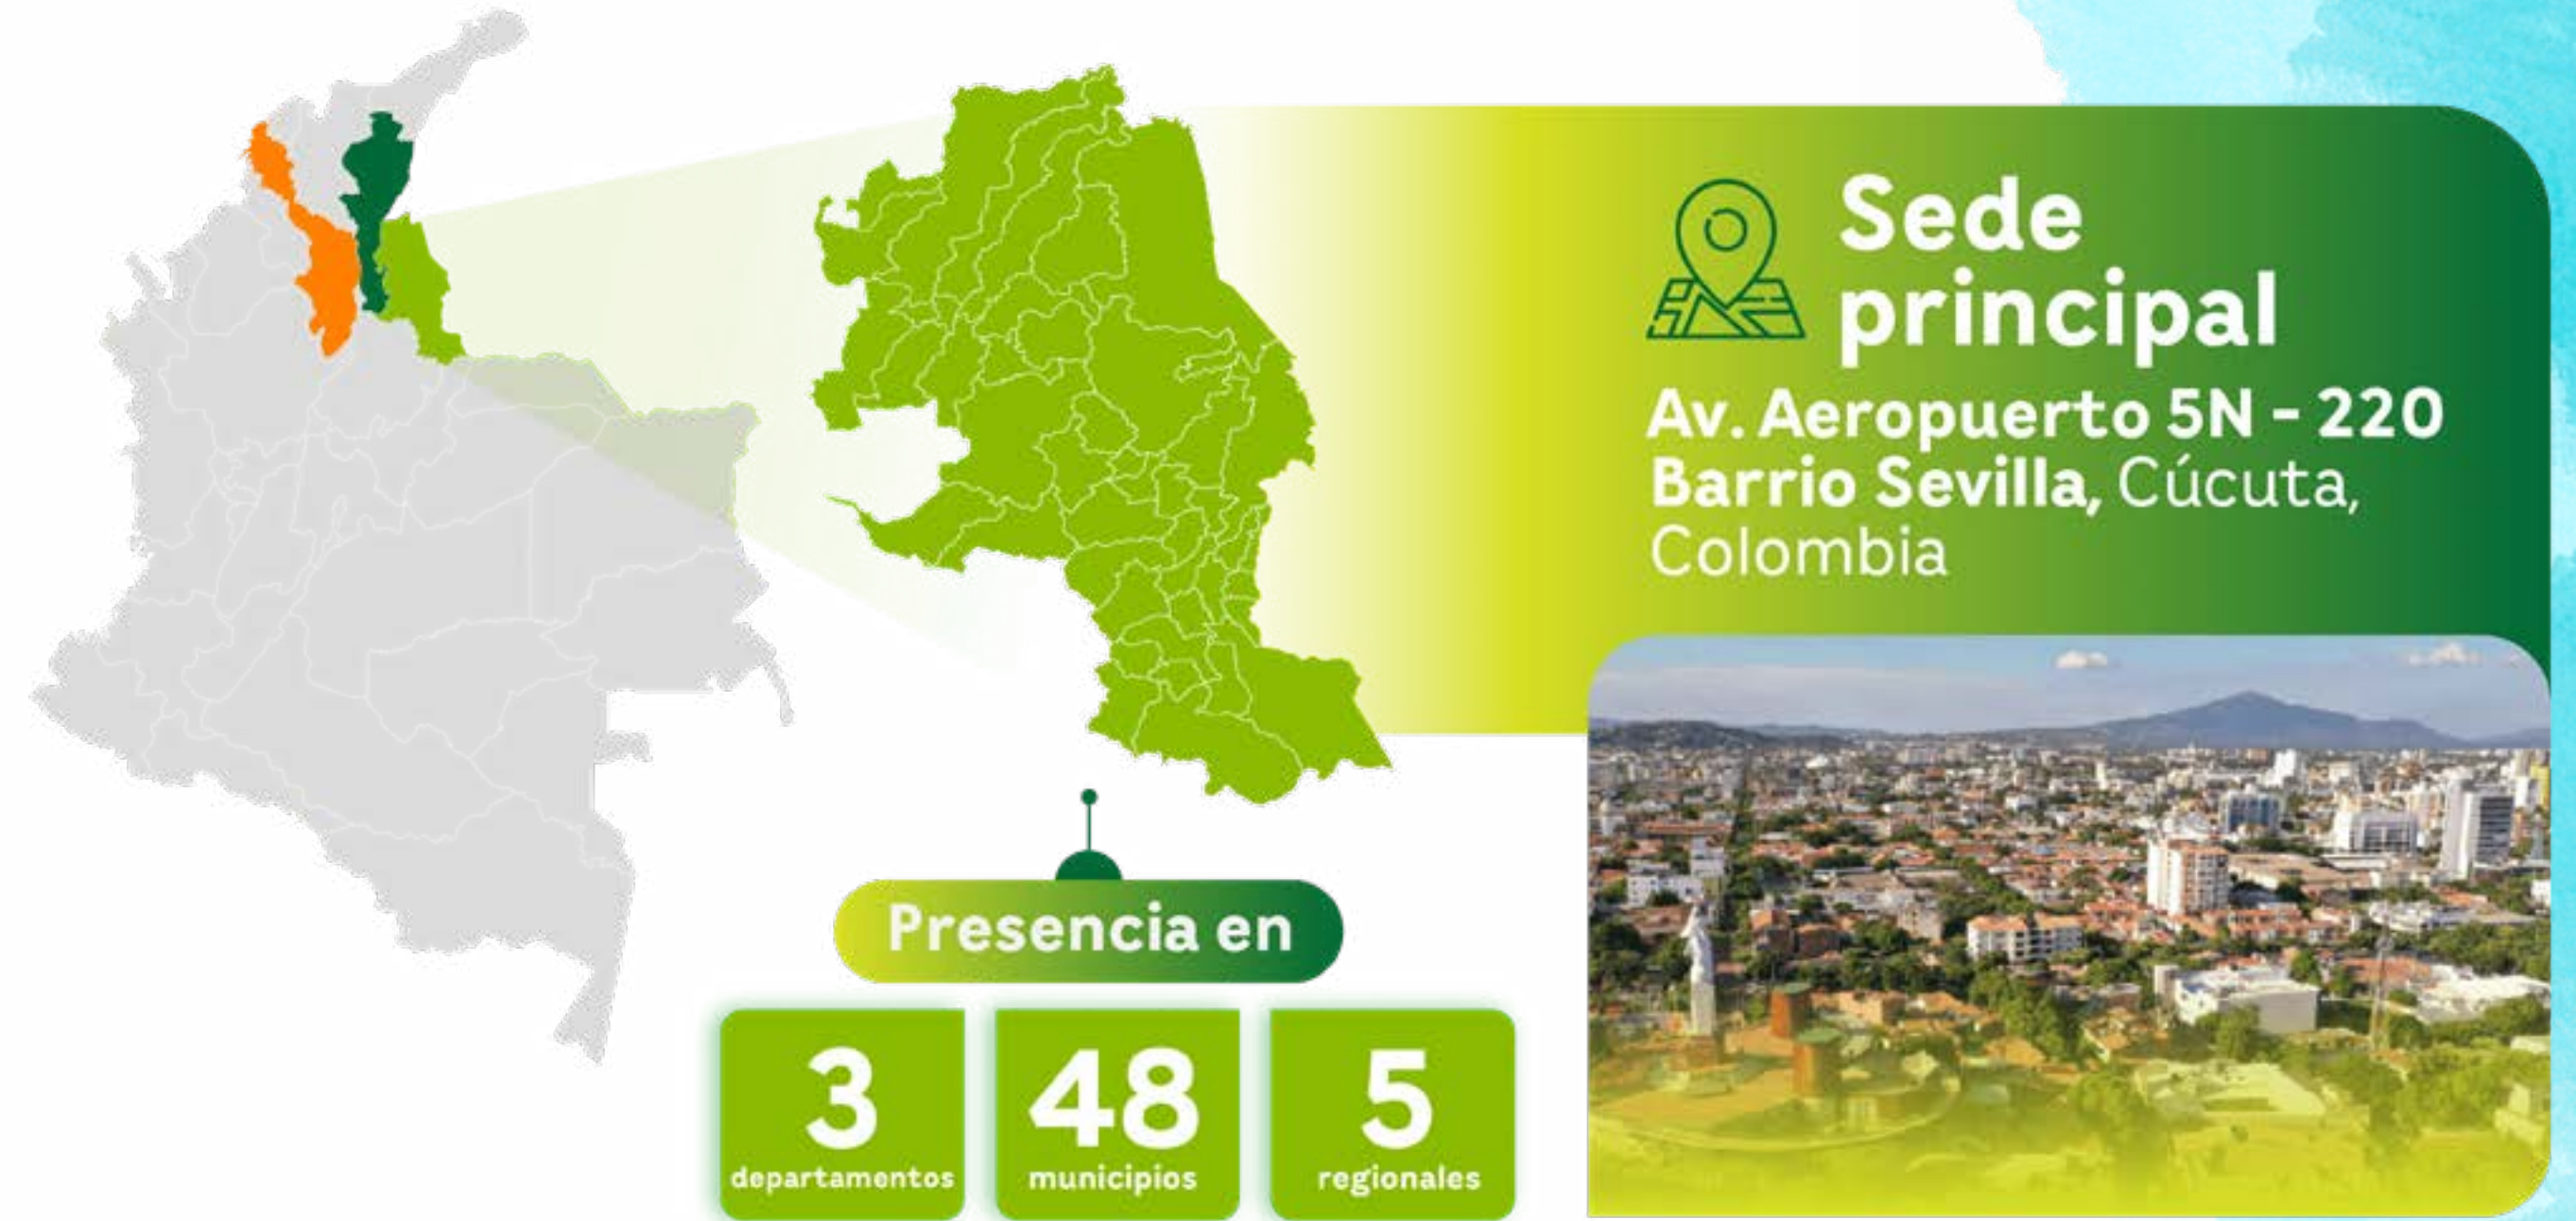 Sede
principal
Av. Aeropuerto 5N - 220
Barrio Sevilla, Cúcuta,
Colombia
Presencia en
3
departamentos
48
municipios
5
regionales